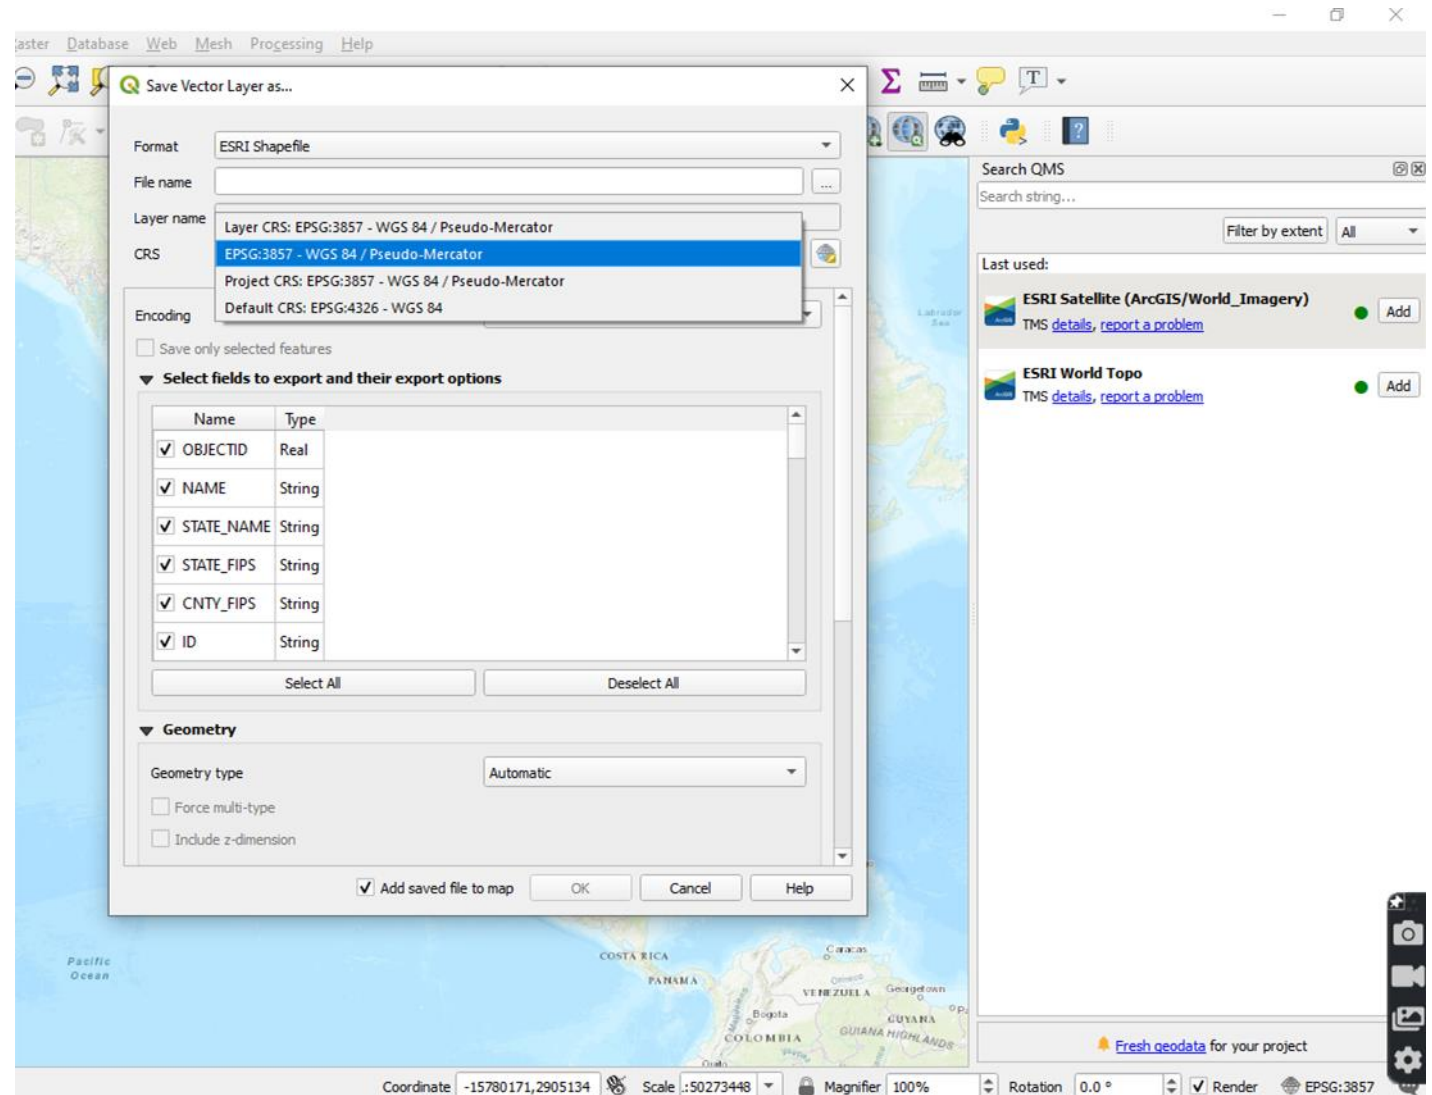 aster Database Web Mesh Processing Help
Save Vector Layer as...
T
?
Format ESRI Shapefile
File name ...
Layer name
CRS
Layer CRS: EPSG:3857 - WGS 84 / Pseudo-Mercator
EPSG:3857 - WGS 84 / Pseudo-Mercator
Project CRS: EPSG:3857 - WGS 84 / Pseudo-Mercator
Default CRS: EPSG:4326 - WGS 84
Encoding
Save only selected features
Select fields to export and their export options
Name Type
OBJECTID Real
NAME String
STATE_NAME String
STATE_FIPS String
CNTY_FIPS String
ID String
Select All Deselect All
Geometry
Geometry type Automatic
Force multi-type
Include z-dimension
Add saved file to map OK Cancel Help
Search QMS
Search string...
Filter by extent All
Last used:
ESRI Satellite (ArcGIS/World_Imagery)
TMS details, report a problem
Add
ESRI World Topo
TMS details, report a problem
Add
Labrador
Sea
Pacific
Ocean
COSTA RICA
PANAMA
Caracas
VENEZUELA
Georgetown
Bogota
COLOMBIA
GUYANA
GUIANA HIGHLANDS
Quito
Fresh geodata for your project
Coordinate -15780171,2905134 Scale .:50273448 Magnifier 100% Rotation 0.0 ° Render EPSG:3857